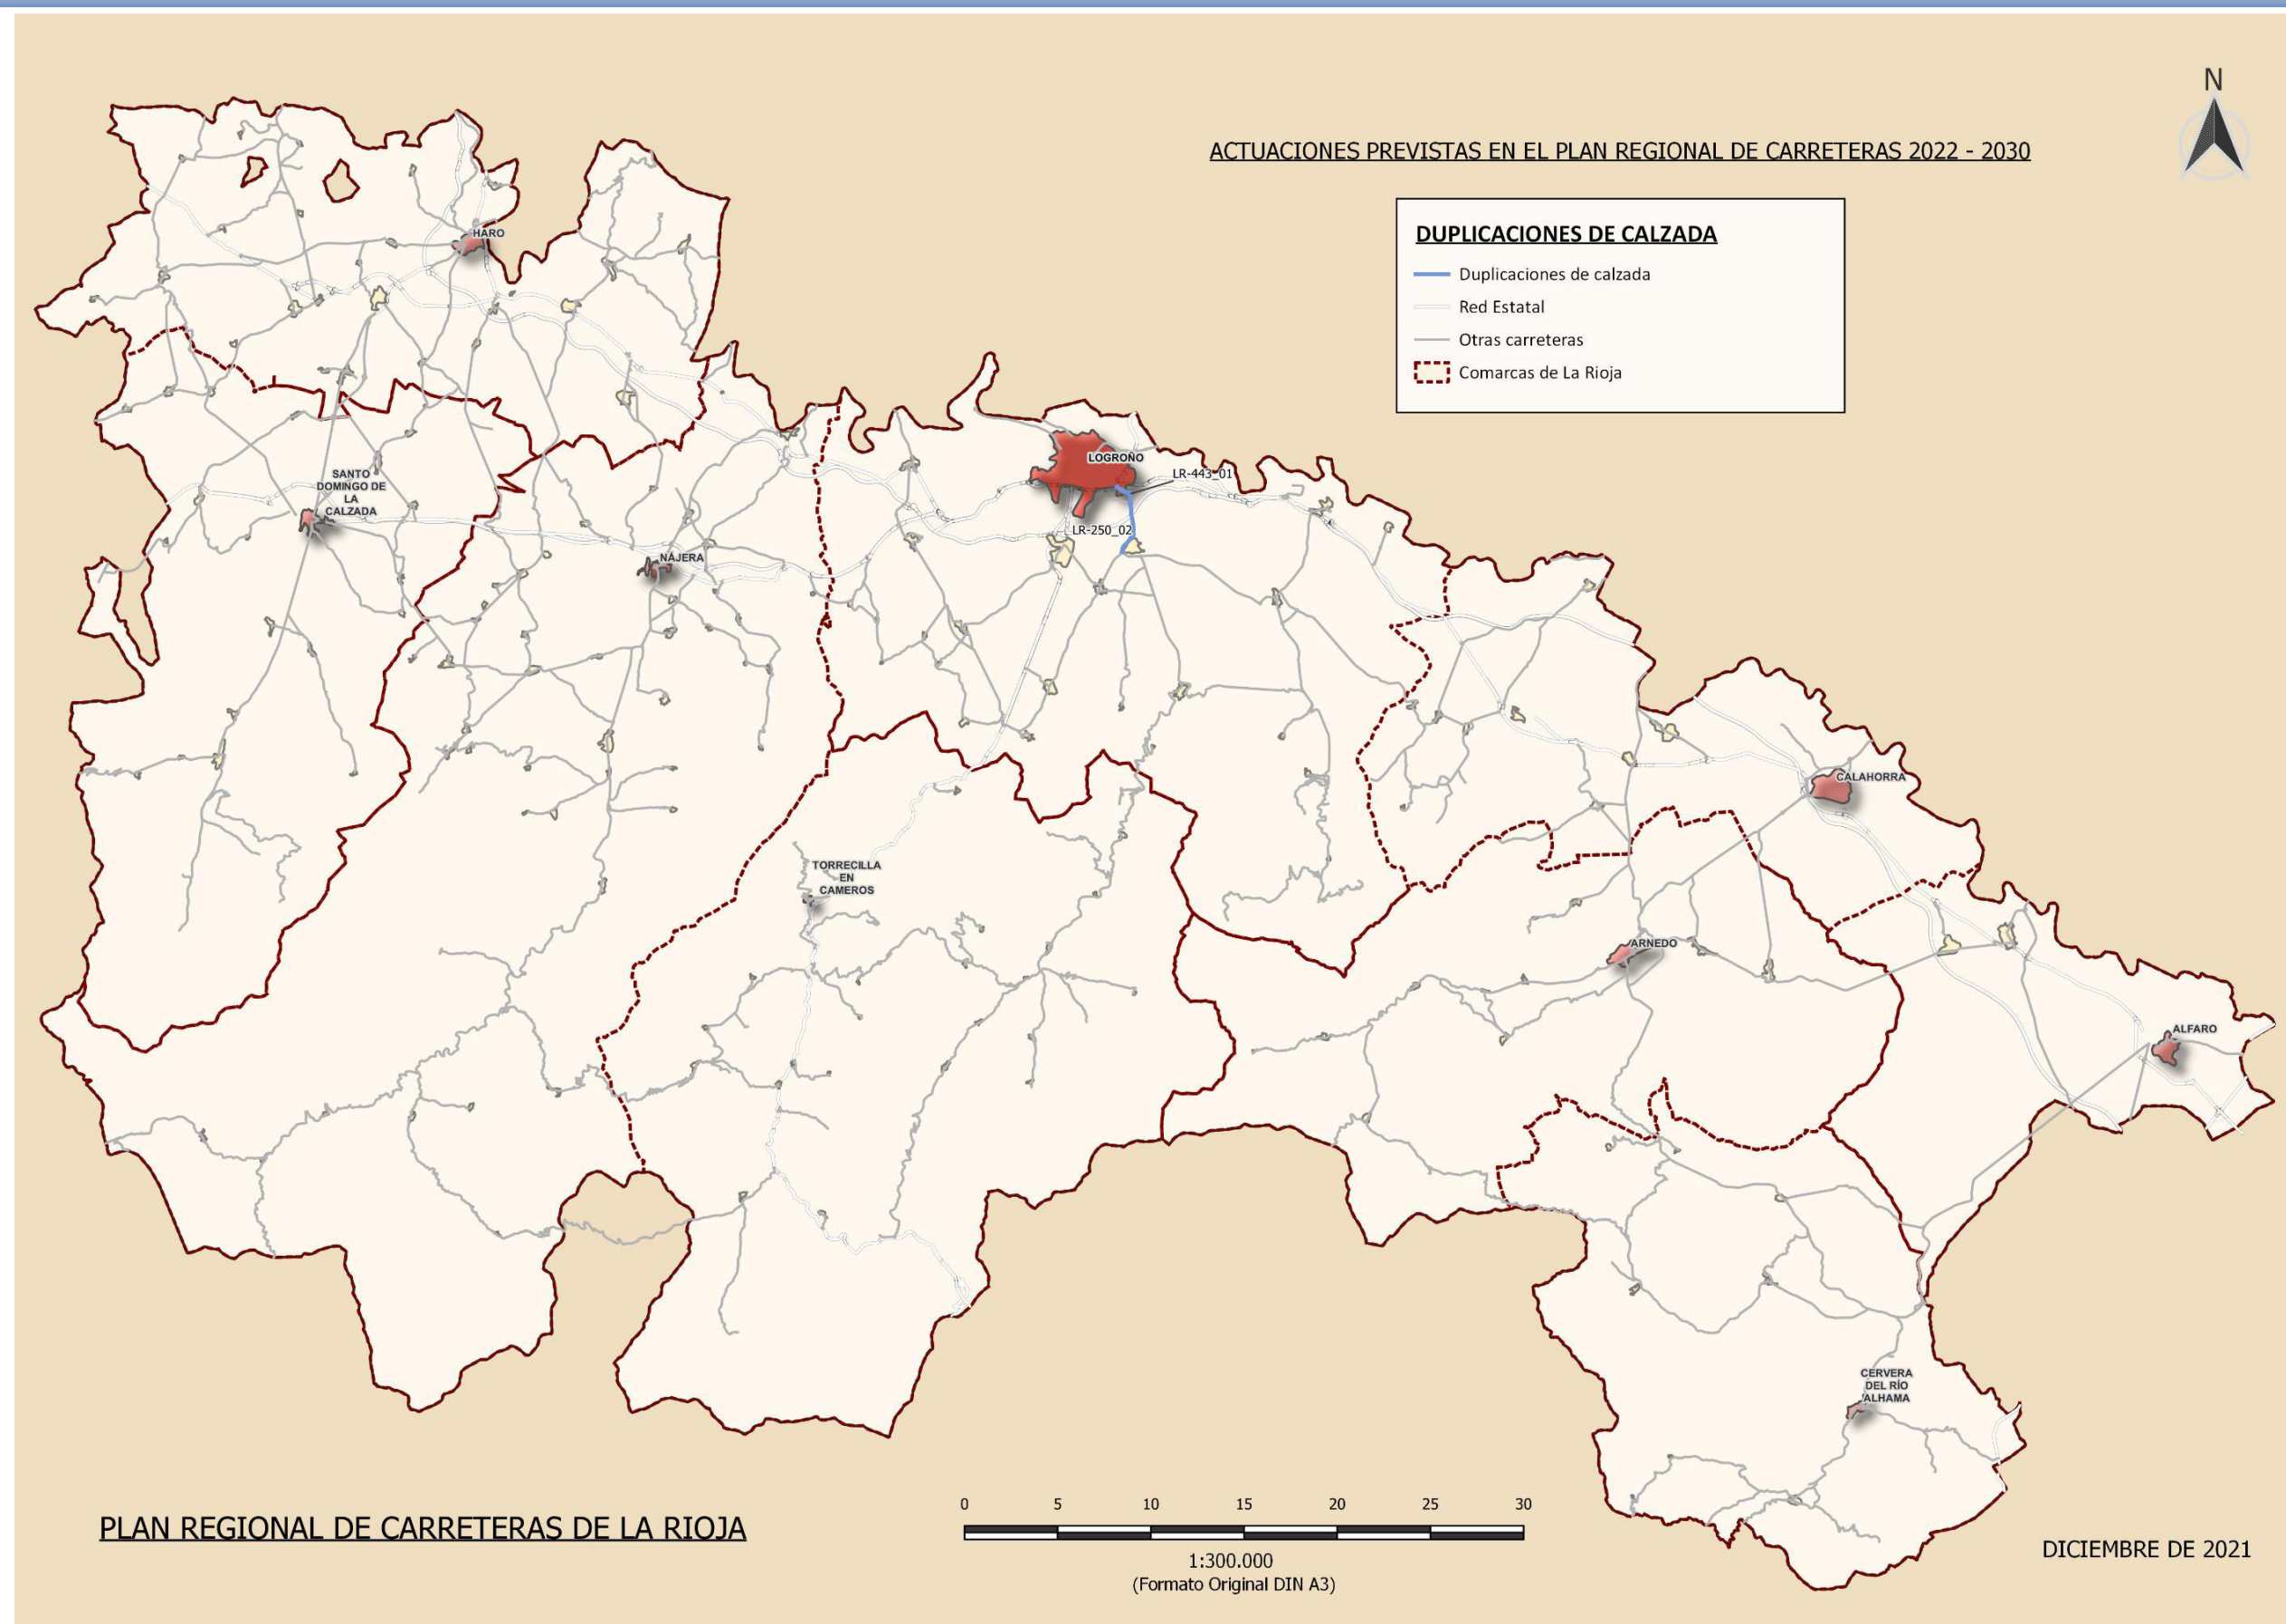 N
ACTUACIONES PREVISTAS EN EL PLAN REGIONAL DE CARRETERAS 2022 - 2030
DUPLICACIONES DE CALZADA
Duplicaciones de calzada
Red Estatal
Otras carreteras
Comarcas de La Rioja
HARO
LOGROÑO
LR-443_01
SANTO
DOMINGO DE
LA
CALZADA
LR-250_02
NÁJERA
CALAHORRA
TORRECILLA
EN
CAMEROS
ARNEDO
ALFARO
CERVERA
DEL RÍO
ALHAMA
0 5 10 15 20 25 30
1:300.000
(Formato Original DIN A3)
PLAN REGIONAL DE CARRETERAS DE LA RIOJA
DICIEMBRE DE 2021